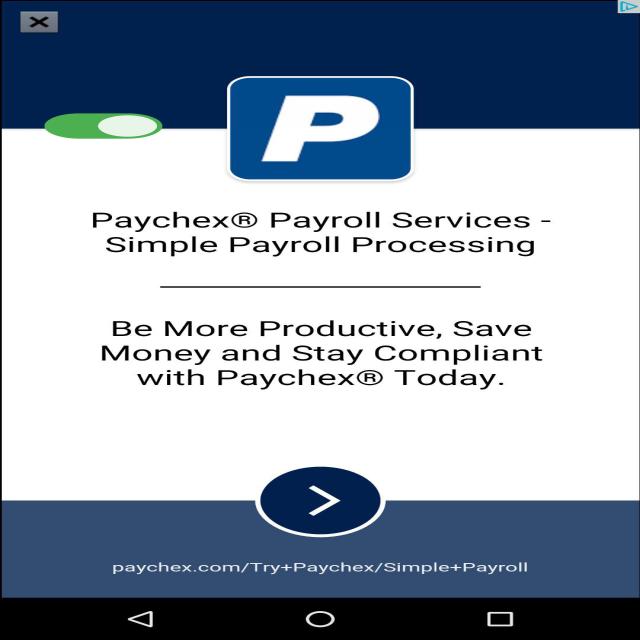 P
Paychex® Payroll Services -
Simple Payroll Processing
Be More Productive, Save
Money and Stay Compliant
with Paychex® Today.
paychex.com/Try+Paychex/Simple+Payroll